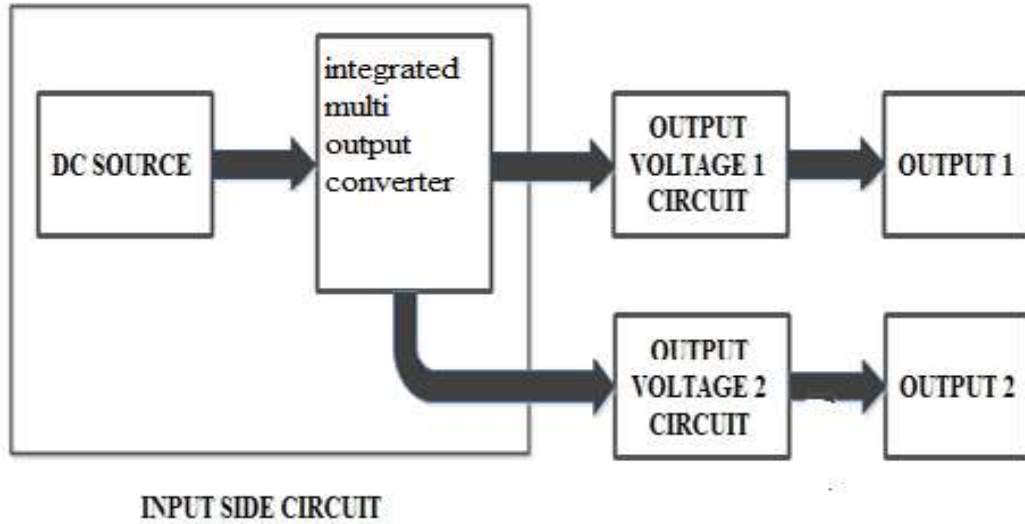 DC SOURCE
integrated
multi
output
converter
OUTPUT
VOLTAGE 1
CIRCUIT
OUTPUT 1
OUTPUT
VOLTAGE 2
CIRCUIT
OUTPUT 2
INPUT SIDE CIRCUIT